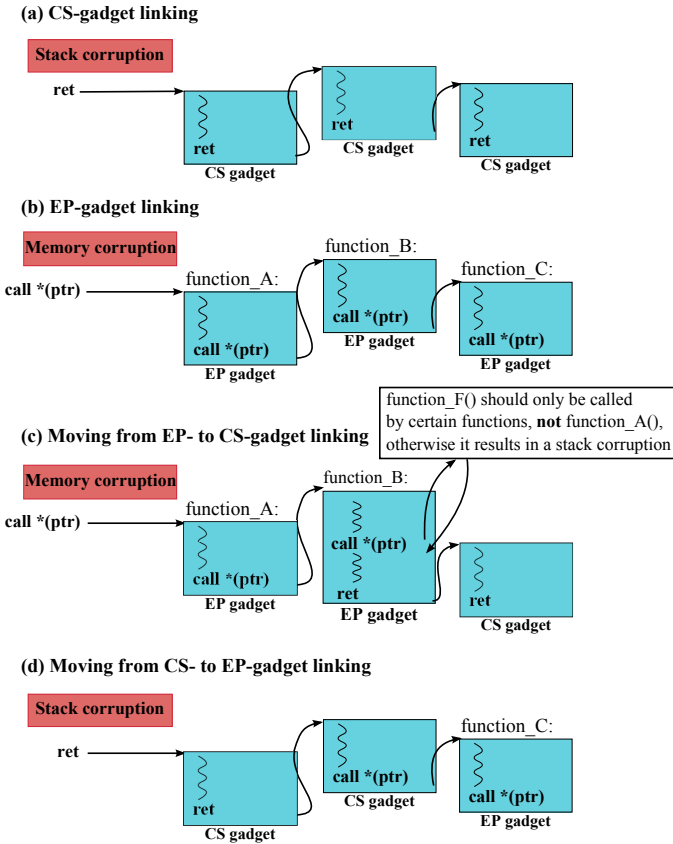 (a) CS-gadget linking
Stack corruption
ret
ret
CS gadget
ret
CS gadget
ret
CS gadget
(b) EP-gadget linking
Memory corruption
call *(ptr)
function_A:
call *(ptr)
EP gadget
function_B:
call *(ptr)
EP gadget
function_C:
call *(ptr)
EP gadget
function_F() should only be called
by certain functions, not function_A(),
otherwise it results in a stack corruption
(c) Moving from EP- to CS-gadget linking
Memory corruption
call *(ptr)
function_A:
call *(ptr)
EP gadget
function_B:
call *(ptr)
ret
EP gadget
ret
CS gadget
(d) Moving from CS- to EP-gadget linking
Stack corruption
ret
ret
CS gadget
call *(ptr)
CS gadget
function_C:
call *(ptr)
EP gadget